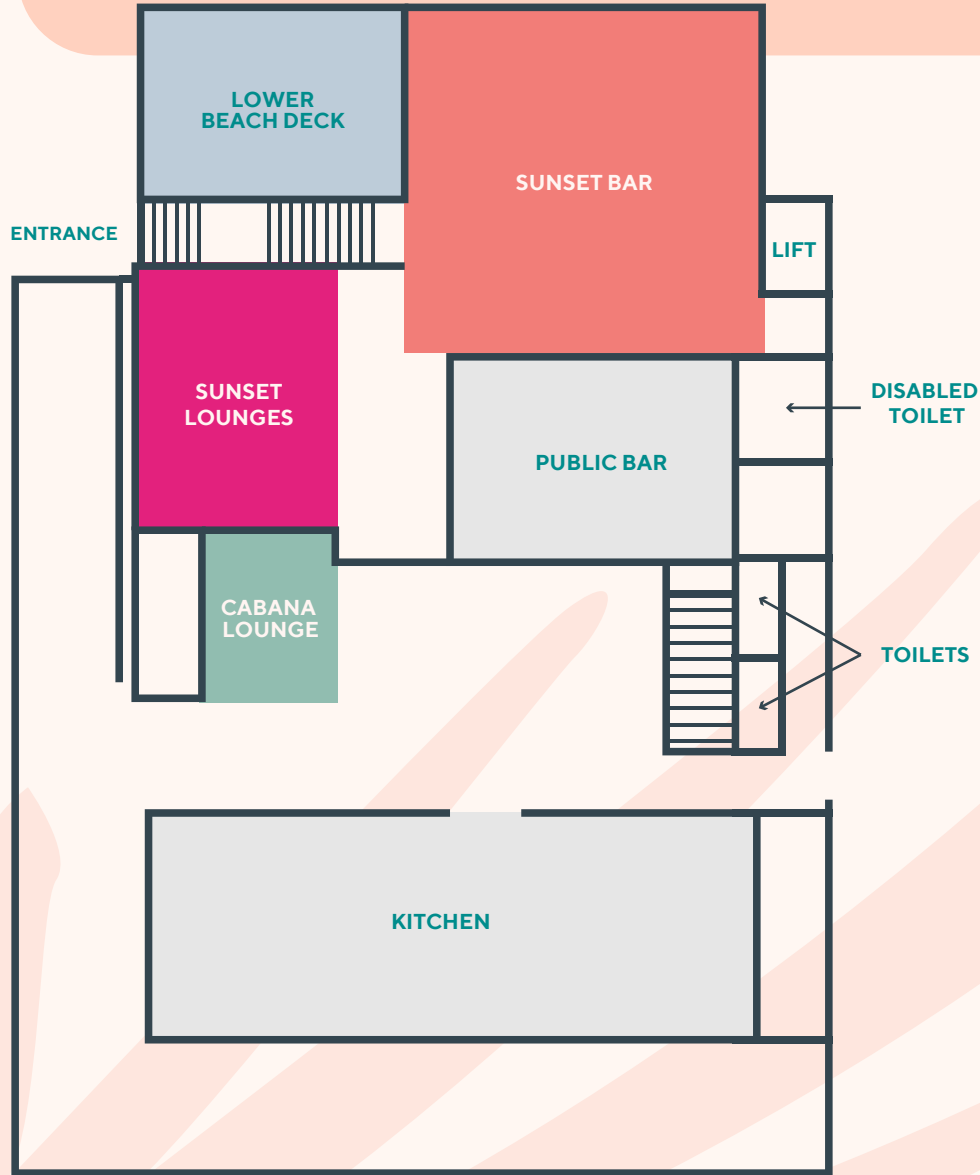 LOWER
BEACH DECK
SUNSET BAR
ENTRANCE
LIFT
SUNSET
LOUNGES
DISABLED
TOILET
PUBLIC BAR
CABANA
LOUNGE
TOILETS
KITCHEN